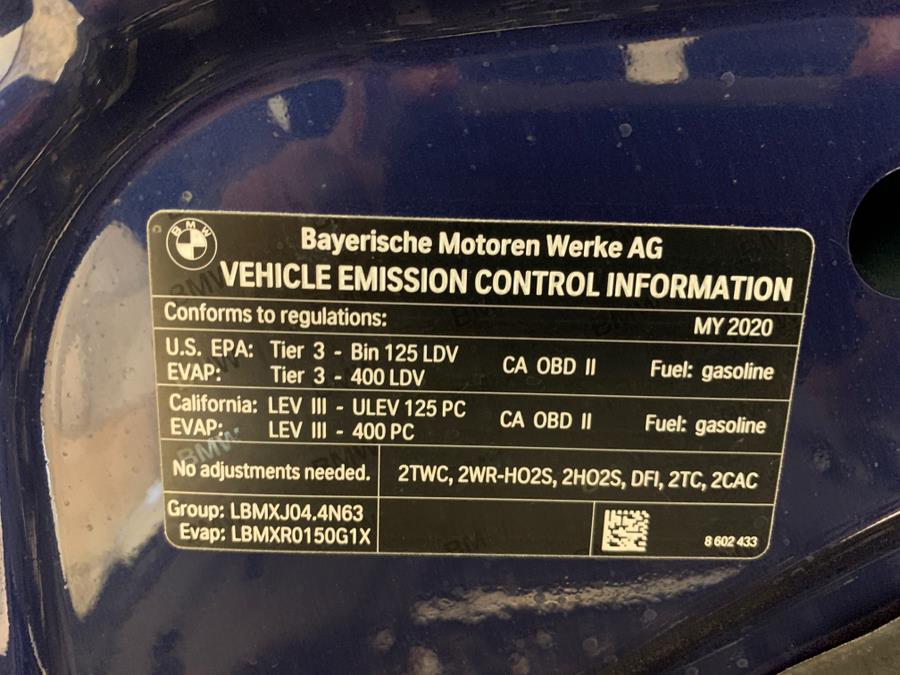 BMW
Bayerische Motoren Werke AG
VEHICLE EMISSION CONTROL INFORMATION
Conforms to regulations: MY 2020
U.S. EPA: Tier 3 - Bin 125 LDV CA OBD II Fuel: gasoline
EVAP: Tier 3 - 400 LDV
California: LEV III - ULEV 125 PC CA OBD II Fuel: gasoline
EVAP: LEV III - 400 PC
No adjustments needed. 2TWC, 2WR-HO2S, 2HO2S, DFI, 2TC, 2CAC
Group: LBMXJ04.4N63
Evap: LBMXR0150G1X
8 602 433